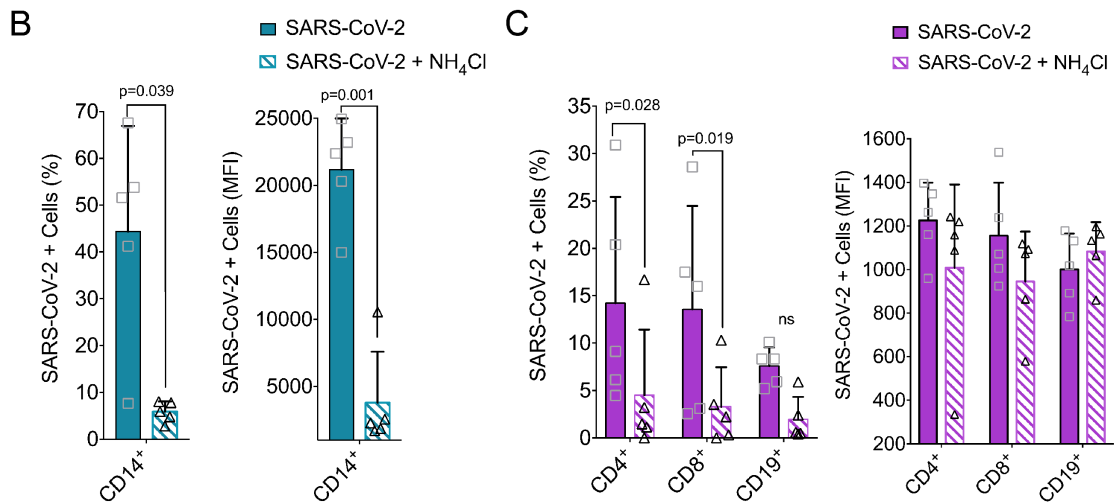 B
SARS-CoV-2
SARS-CoV-2 + NH₄Cl
p=0.039
SARS-CoV-2 + Cells (%)
70
60
50
40
30
20
10
0
CD14⁺
p=0.001
SARS-CoV-2 + Cells (MFI)
25000
20000
15000
10000
5000
CD14⁺
C
SARS-CoV-2
SARS-CoV-2 + NH₄Cl
p=0.028
p=0.019
ns
SARS-CoV-2 + Cells (%)
35
30
25
20
15
10
5
0
CD4⁺ CD8⁺ CD19⁺
SARS-CoV-2 + Cells (MFI)
1600
1400
1200
1000
800
600
400
200
CD4⁺ CD8⁺ CD19⁺